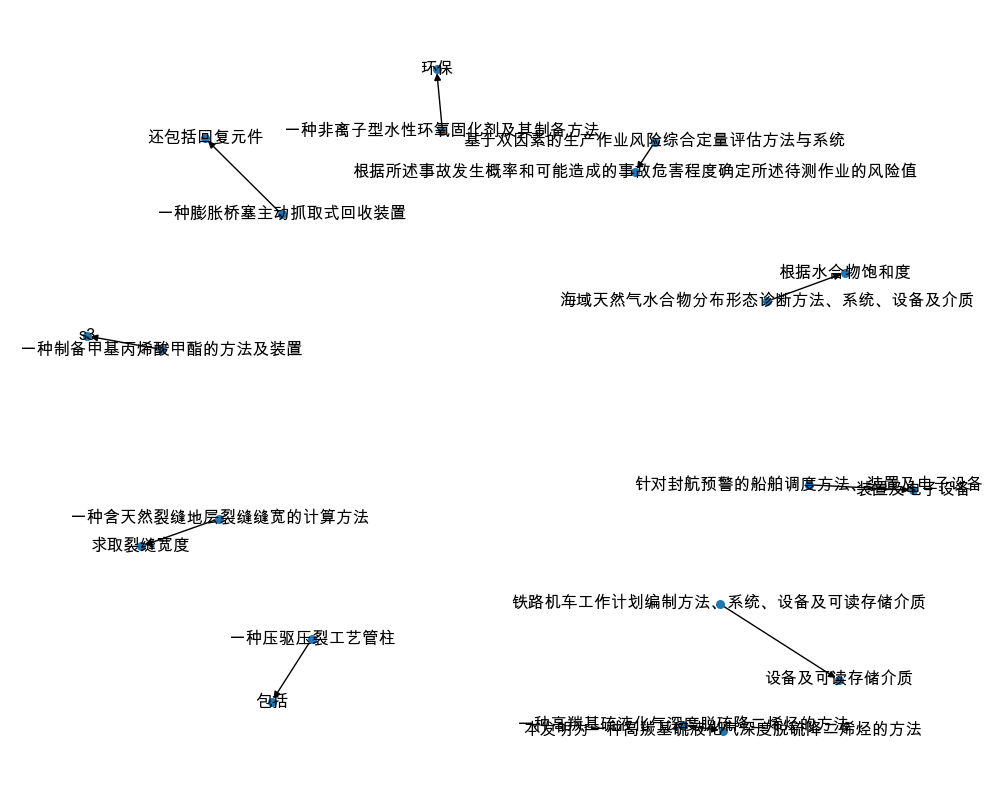 环保
一种非离子型水性环氧固化剂及其制备方法
还包括回复元件
基于双因素的生产作业风险综合定量评估方法与系统
根据所述事故发生概率和可能造成的事故危害程度确定所述待测作业的风险值
一种膨胀桥塞主动抓取式回收装置
根据水合物饱和度
海域天然气水合物分布形态诊断方法、系统、设备及介质
s3
一种制备甲基丙烯酸甲酯的方法及装置
针对封航预警的船舶调度方法、装置及电子设备
装置及电子设备
一种含天然裂缝地层裂缝缝宽的计算方法
求取裂缝宽度
铁路机车工作计划编制方法、系统、设备及可读存储介质
一种压驱压裂工艺管柱
设备及可读存储介质
包括
一种高羰基硫液化气深度脱硫降二烯烃的方法
本发明为一种高羰基硫液化气深度脱硫降二烯烃的方法